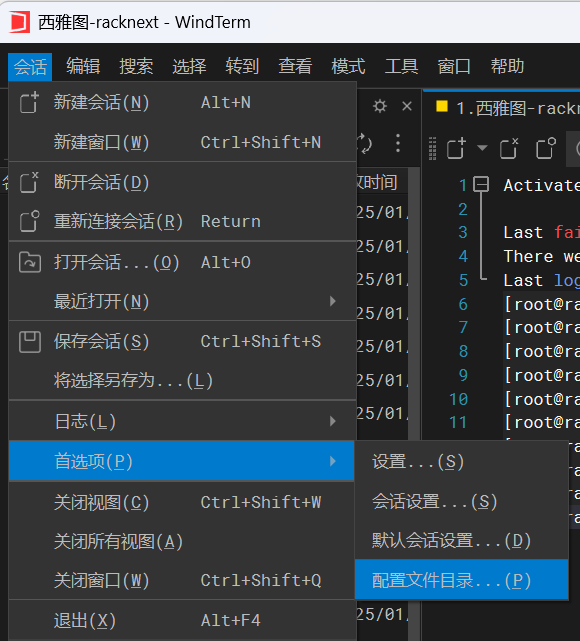 西雅图-racknext - WindTerm
会话 编辑 搜索 选择 转到 查看 模式 工具 窗口 帮助
新建会话(N) Alt+N
1.西雅图-rackn
新建窗口(W) Ctrl+Shift+N
断开会话(D)
时间
1 Activate
重新连接会话(R) Return
25/01,
2
3 Last fai
打开会话...(O) Alt+O
25/01,
4 There we
最近打开(N)
25/01,
5 Last log
6 [root@ra
25/01,
7 [root@ra
保存会话(S) Ctrl+Shift+S
25/01,
8 [root@ra
将选择另存为...(L)
25/01,
9 [root@ra
10 [root@ra
日志(L)
25/01,
11 [root@ra
首选项(P)
设置...(S)
关闭视图(C) Ctrl+Shift+W
会话设置...(S)
关闭所有视图(A)
默认会话设置...(D)
关闭窗口(W) Ctrl+Shift+Q
配置文件目录...(P)
退出(X) Alt+F4
25/01,